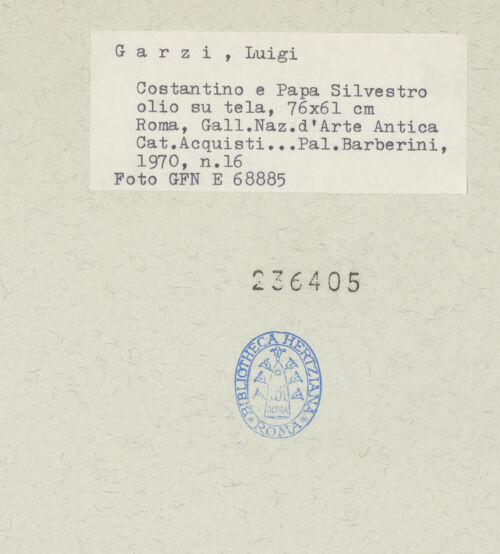 G a r z i , Luigi
Costantino e Papa Silvestro
olio su tela, 76x61 cm
Roma, Gall.Naz.d'Arte Antica
Cat.Acquisti...Pal.Barberini,
1970, n.16
Foto GFN E 68885
236405
BIBLIOTHECA HERTZIANA
ROMA
ROMA